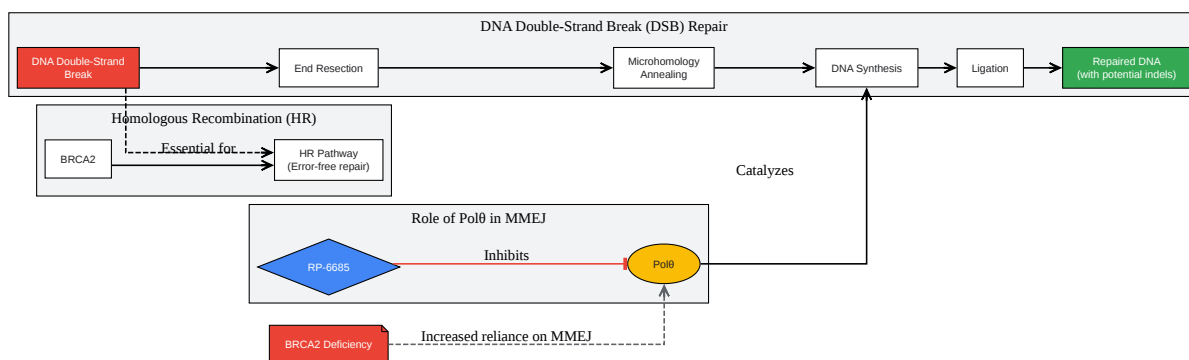 DNA Double-Strand Break (DSB) Repair
DNA Double-Strand
Break
End Resection
Microhomology
Annealing
DNA Synthesis
Ligation
Repaired DNA
(with potential indels)
Homologous Recombination (HR)
BRCA2
Essential for
HR Pathway
(Error-free repair)
Catalyzes
Role of Polθ in MMEJ
RP-6685
Inhibits
Polθ
BRCA2 Deficiency
Increased reliance on MMEJ